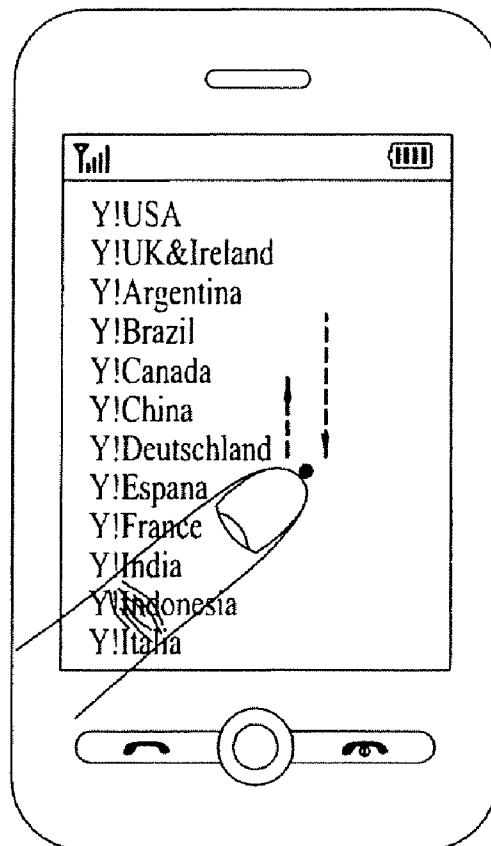 Y!USA
Y!UK&Ireland
Y!Argentina
Y!Brazil
Y!Canada
Y!China
Y!Deutschland
Y!Espana
Y!France
Y!India
Y!Indonesia
Y!Italia